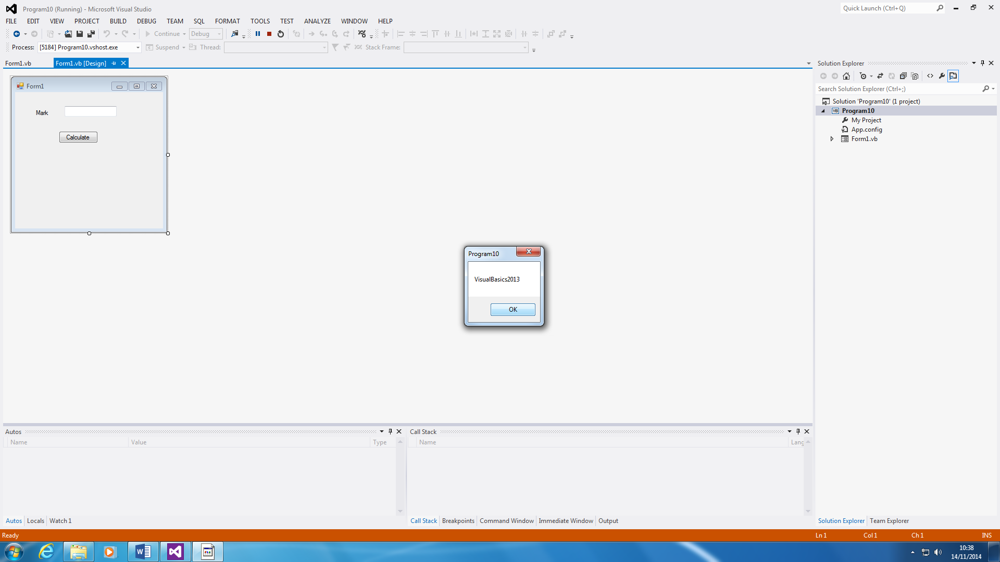 Program10 (Running) - Microsoft Visual Studio
Quick Launch (Ctrl+Q)
FILE EDIT VIEW PROJECT BUILD DEBUG TEAM SQL FORMAT TOOLS TEST ANALYZE WINDOW HELP
Continue Debug
Process: [5184] Program10.vshost.exe Suspend Thread: Stack Frame:
Form1.vb Form1.vb [Design]
Form1
Mark
Calculate
Program10
VisualBasics2013
OK
Solution Explorer
Search Solution Explorer (Ctrl+;)
Solution 'Program10' (1 project)
VB Program10
My Project
App.config
Form1.vb
Autos
Name Value Type
Call Stack
Name Lang
Autos Locals Watch 1
Call Stack Breakpoints Command Window Immediate Window Output
Solution Explorer Team Explorer
Ready Ln 1 Col 1 Ch 1 INS
10:38
14/11/2014